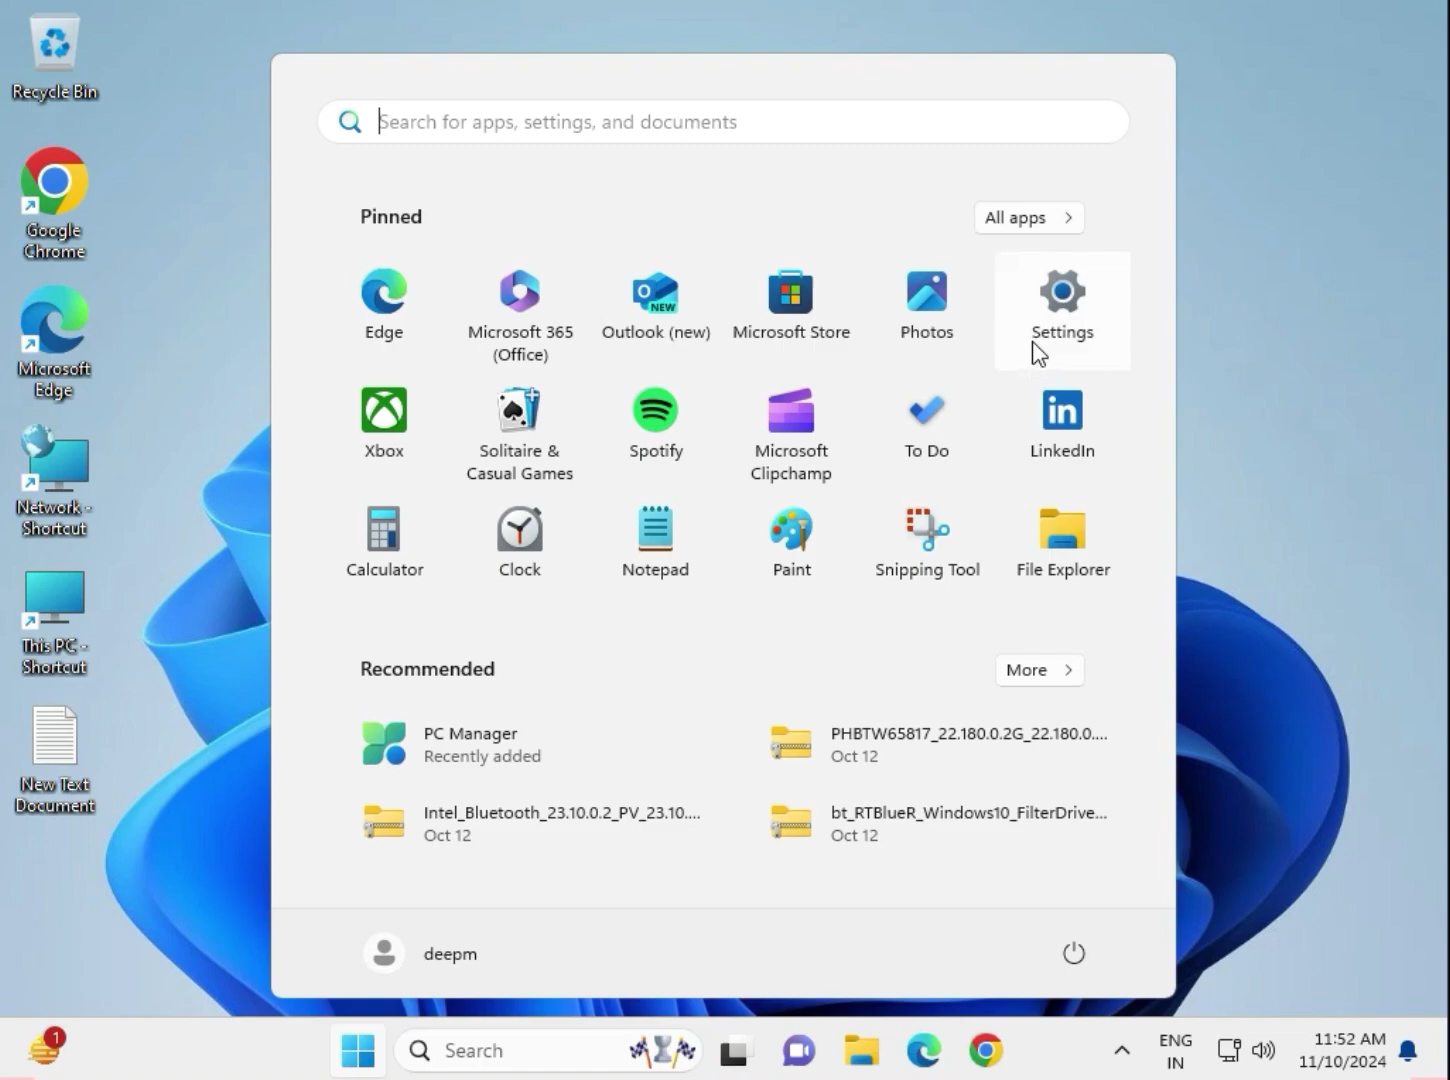 Recycle Bin
Google
Chrome
Microsoft
Edge
Network -
Shortcut
This PC -
Shortcut
New Text
Document
Search for apps, settings, and documents
Pinned
All apps
Edge
Microsoft 365
(Office)
Outlook (new)
NEW
Microsoft Store
Photos
Settings
Xbox
Solitaire &
Casual Games
Spotify
Microsoft
Clipchamp
To Do
LinkedIn
Calculator
Clock
Notepad
Paint
Snipping Tool
File Explorer
Recommended
More
PC Manager
Recently added
PHBTW65817_22.180.0.2G_22.180.0....
Oct 12
Intel_Bluetooth_23.10.0.2_PV_23.10....
Oct 12
bt_RTBlueR_Windows10_FilterDrive...
Oct 12
deepm
1
Search
ENG
IN
11:52 AM
11/10/2024